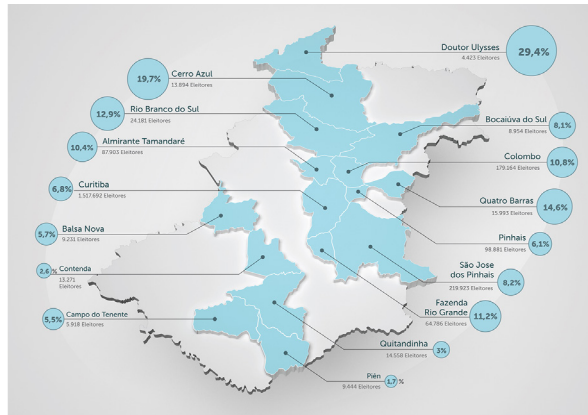 Doutor Ulysses
4.423 Eleitores
29,4%
19,7%
Cerro Azul
13.894 Eleitores
12,9%
Rio Branco do Sul
24.181 Eleitores
Bocaiúva do Sul
8.954 Eleitores
8,1%
10,4%
Almirante Tamandaré
87.903 Eleitores
Colombo
179.164 Eleitores
10,8%
6,8%
Curitiba
1.517.692 Eleitores
Quatro Barras
15.993 Eleitores
14,6%
5,7%
Balsa Nova
9.231 Eleitores
Pinhais
98.881 Eleitores
6,1%
2,6 %
Contenda
13.271
Eleitores
São Jose
dos Pinhais
219.923 Eleitores
8,2%
5,5%
Campo do Tenente
5.918 Eleitores
Fazenda
Rio Grande
64.786 Eleitores
11,2%
Quitandinha
14.558 Eleitores
3%
Piên
9.444 Eleitores
1,7 %